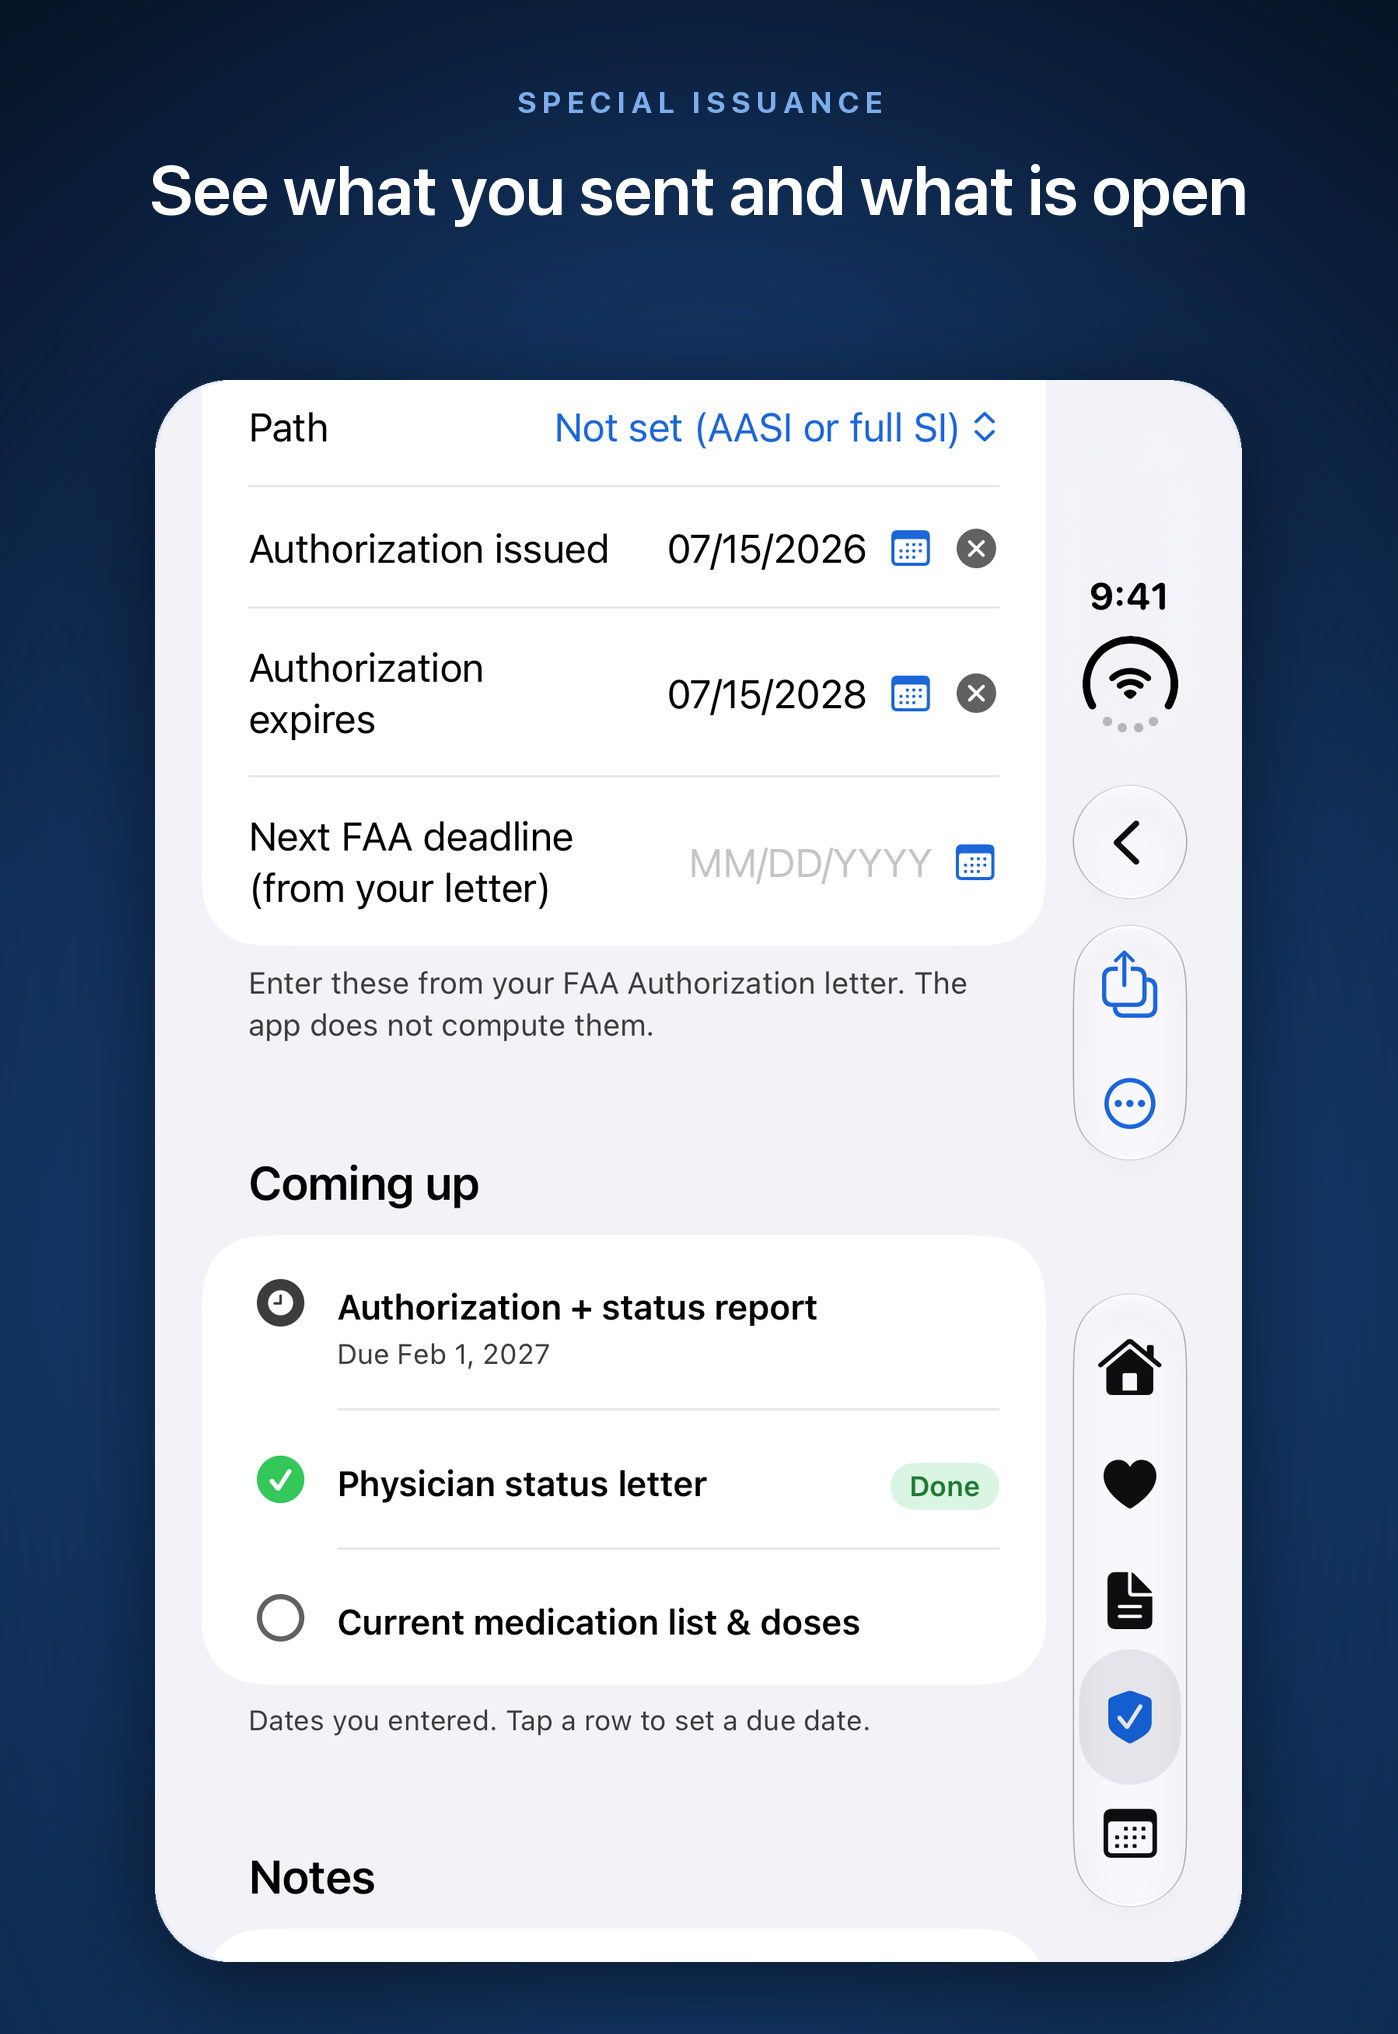 SPECIAL ISSUANCE
See what you sent and what is open
Path
Not set (AASI or full SI)
Authorization issued
07/15/2026
Authorization
expires
07/15/2028
Next FAA deadline
(from your letter)
MM/DD/YYYY
Enter these from your FAA Authorization letter. The
app does not compute them.
Coming up
Authorization + status report
Due Feb 1, 2027
Physician status letter
Done
Current medication list & doses
Dates you entered. Tap a row to set a due date.
Notes
9:41